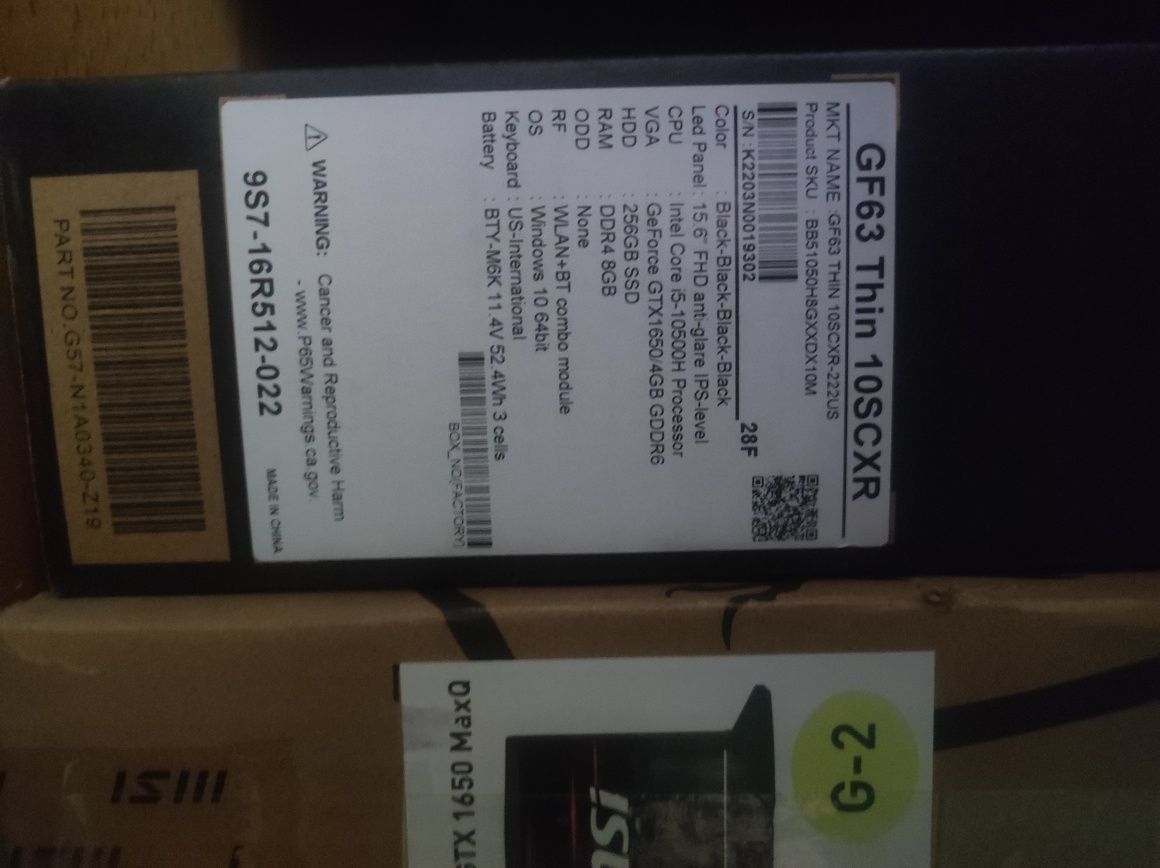 GF63 Thin 10SCXR
MKT NAME :GF63 THIN 10SCXR-222US
Product SKU : BB51050H8GXXDX10M
S/N :K2203N0019302
28F
Color : Black-Black-Black-Black
Led Panel : 15.6" FHD anti-glare IPS-level
CPU : Intel Core i5-10500H Processor
VGA : GeForce GTX1650/4GB GDDR6
HDD : 256GB SSD
RAM : DDR4 8GB
ODD : None
RF : WLAN+BT combo module
OS : Windows 10 64bit
Keyboard : US-International
Battery : BTY-M6K 11.4V 52.4Wh 3 cells
BOX_NO(FACTORY)
WARNING: Cancer and Reproductive Harm
- www.P65Warnings.ca.gov.
9S7-16R512-022
MADE IN CHINA
PART NO.G57-N1A0340-Z19
2-G
TX 1650 MaxQ
msi